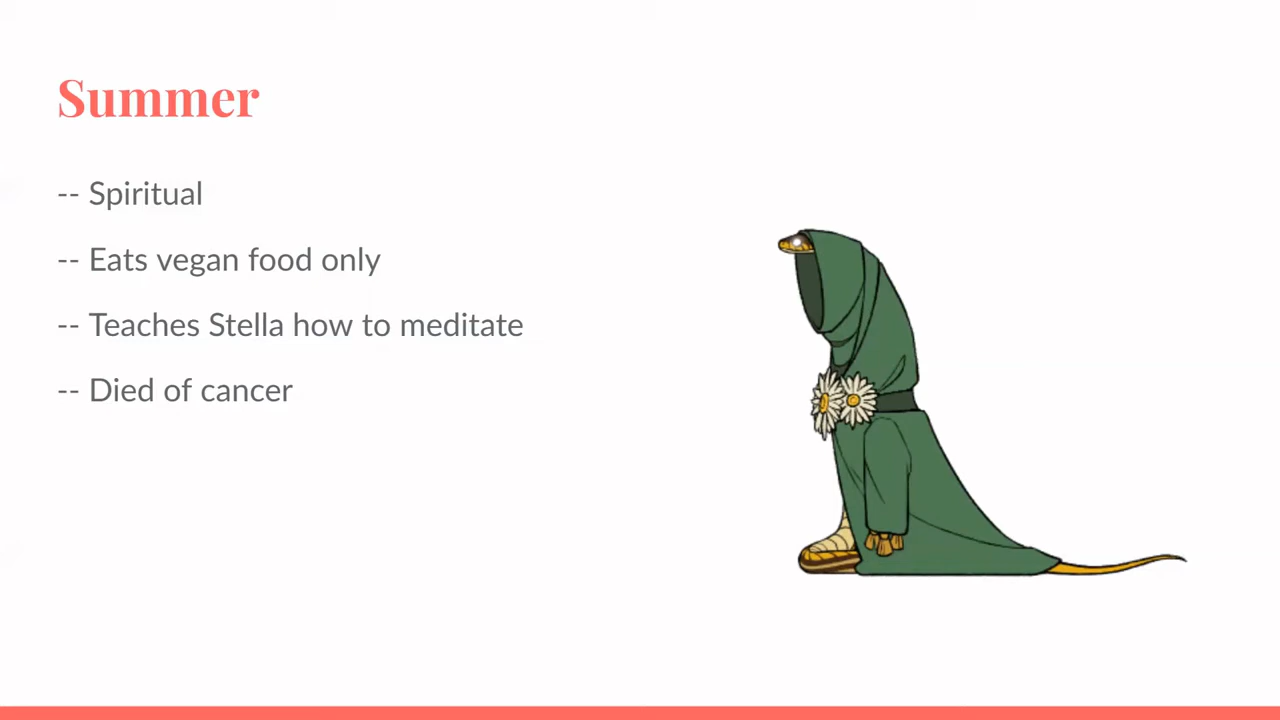 Summer
-- Spiritual
-- Eats vegan food only
-- Teaches Stella how to meditate
-- Died of cancer